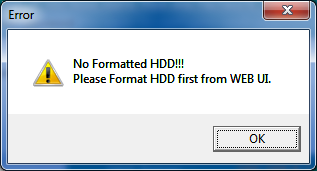 Error
No Formatted HDD!!!
Please Format HDD first from WEB UI.
OK